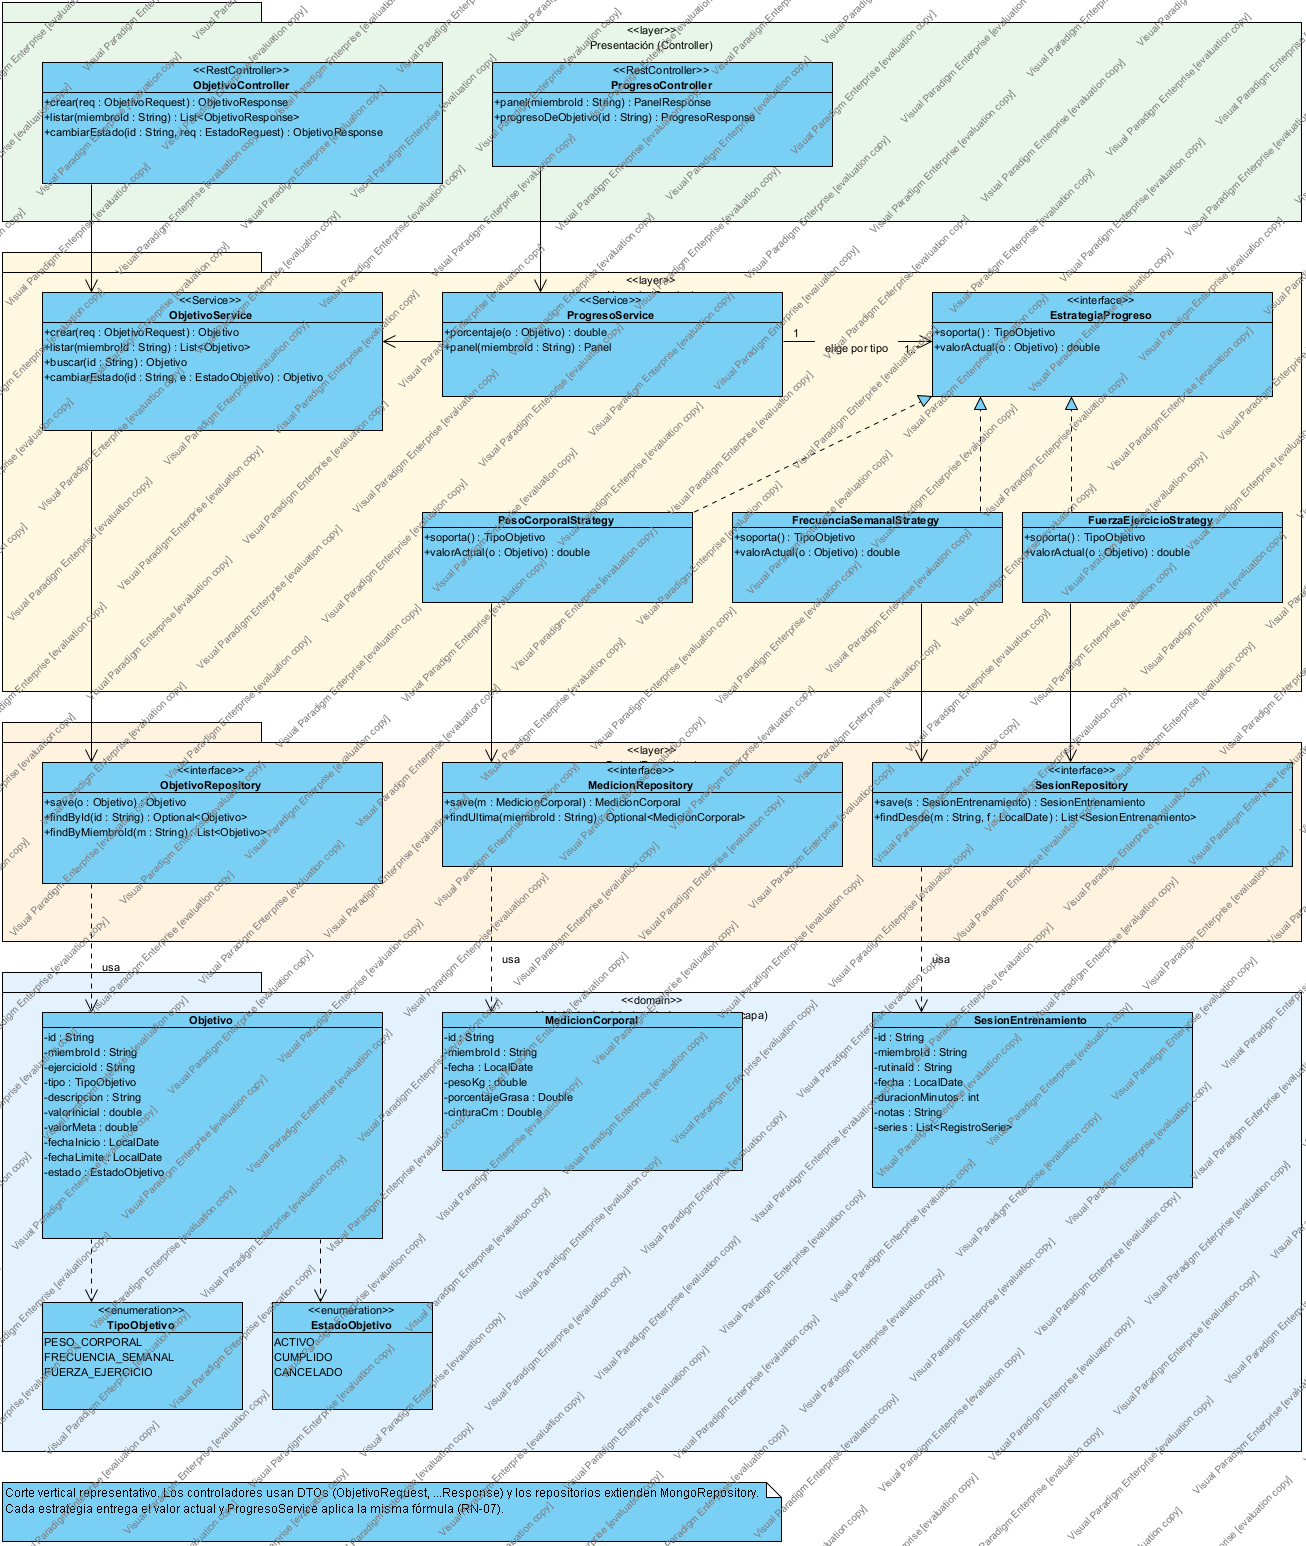 <<layer>>
Presentación (Controller)
<<RestController>>
ObjetivoController
+crear(req : ObjetivoRequest) : ObjetivoResponse
+listar(miembroId : String) : List<ObjetivoResponse>
+cambiarEstado(id : String, req : EstadoRequest) : ObjetivoResponse
<<RestController>>
ProgresoController
+panel(miembroId : String) : PanelResponse
+progresoDeObjetivo(id : String) : ProgresoResponse
<<layer>>
<<Service>>
ObjetivoService
+crear(req : ObjetivoRequest) : Objetivo
+listar(miembroId : String) : List<Objetivo>
+buscar(id : String) : Objetivo
+cambiarEstado(id : String, e : EstadoObjetivo) : Objetivo
<<Service>>
ProgresoService
+porcentaje(o : Objetivo) : double
+panel(miembroId : String) : Panel
1
elige por tipo
1..
<<interface>>
EstrategiaProgreso
+soporta() : TipoObjetivo
+valorActual(o : Objetivo) : double
PesoCorporalStrategy
+soporta() : TipoObjetivo
+valorActual(o : Objetivo) : double
FrecuenciaSemanalStrategy
+soporta() : TipoObjetivo
+valorActual(o : Objetivo) : double
FuerzaEjercicioStrategy
+soporta() : TipoObjetivo
+valorActual(o : Objetivo) : double
<<layer>>
<<interface>>
ObjetivoRepository
+save(o : Objetivo) : Objetivo
+findById(id : String) : Optional<Objetivo>
+findByMiembroId(m : String) : List<Objetivo>
<<interface>>
MedicionRepository
+save(m : MedicionCorporal) : MedicionCorporal
+findUltima(miembroId : String) : Optional<MedicionCorporal>
<<interface>>
SesionRepository
+save(s : SesionEntrenamiento) : SesionEntrenamiento
+findDesde(m : String, f : LocalDate) : List<SesionEntrenamiento>
usa
usa
usa
<<domain>>
capa)
Objetivo
-id : String
-miembroId : String
-ejercicioId : String
-tipo : TipoObjetivo
-descripcion : String
-valorInicial : double
-valorMeta : double
-fechaInicio : LocalDate
-fechaLimite : LocalDate
-estado : EstadoObjetivo
MedicionCorporal
-id : String
-miembroId : String
-fecha : LocalDate
-pesoKg : double
-porcentajeGrasa : Double
-cinturaCm : Double
SesionEntrenamiento
-id : String
-miembroId : String
-rutinaId : String
-fecha : LocalDate
-duracionMinutos : int
-notas : String
-series : List<RegistroSerie>
<<enumeration>>
TipoObjetivo
PESO_CORPORAL
FRECUENCIA_SEMANAL
FUERZA_EJERCICIO
<<enumeration>>
EstadoObjetivo
ACTIVO
CUMPLIDO
CANCELADO
Corte vertical representativo. Los controladores usan DTOs (ObjetivoRequest, ...Response) y los repositorios extienden MongoRepository.
Cada estrategia entrega el valor actual y ProgresoService aplica la misma fórmula (RN-07).
Visual Paradigm Enterprise [evaluation copy]